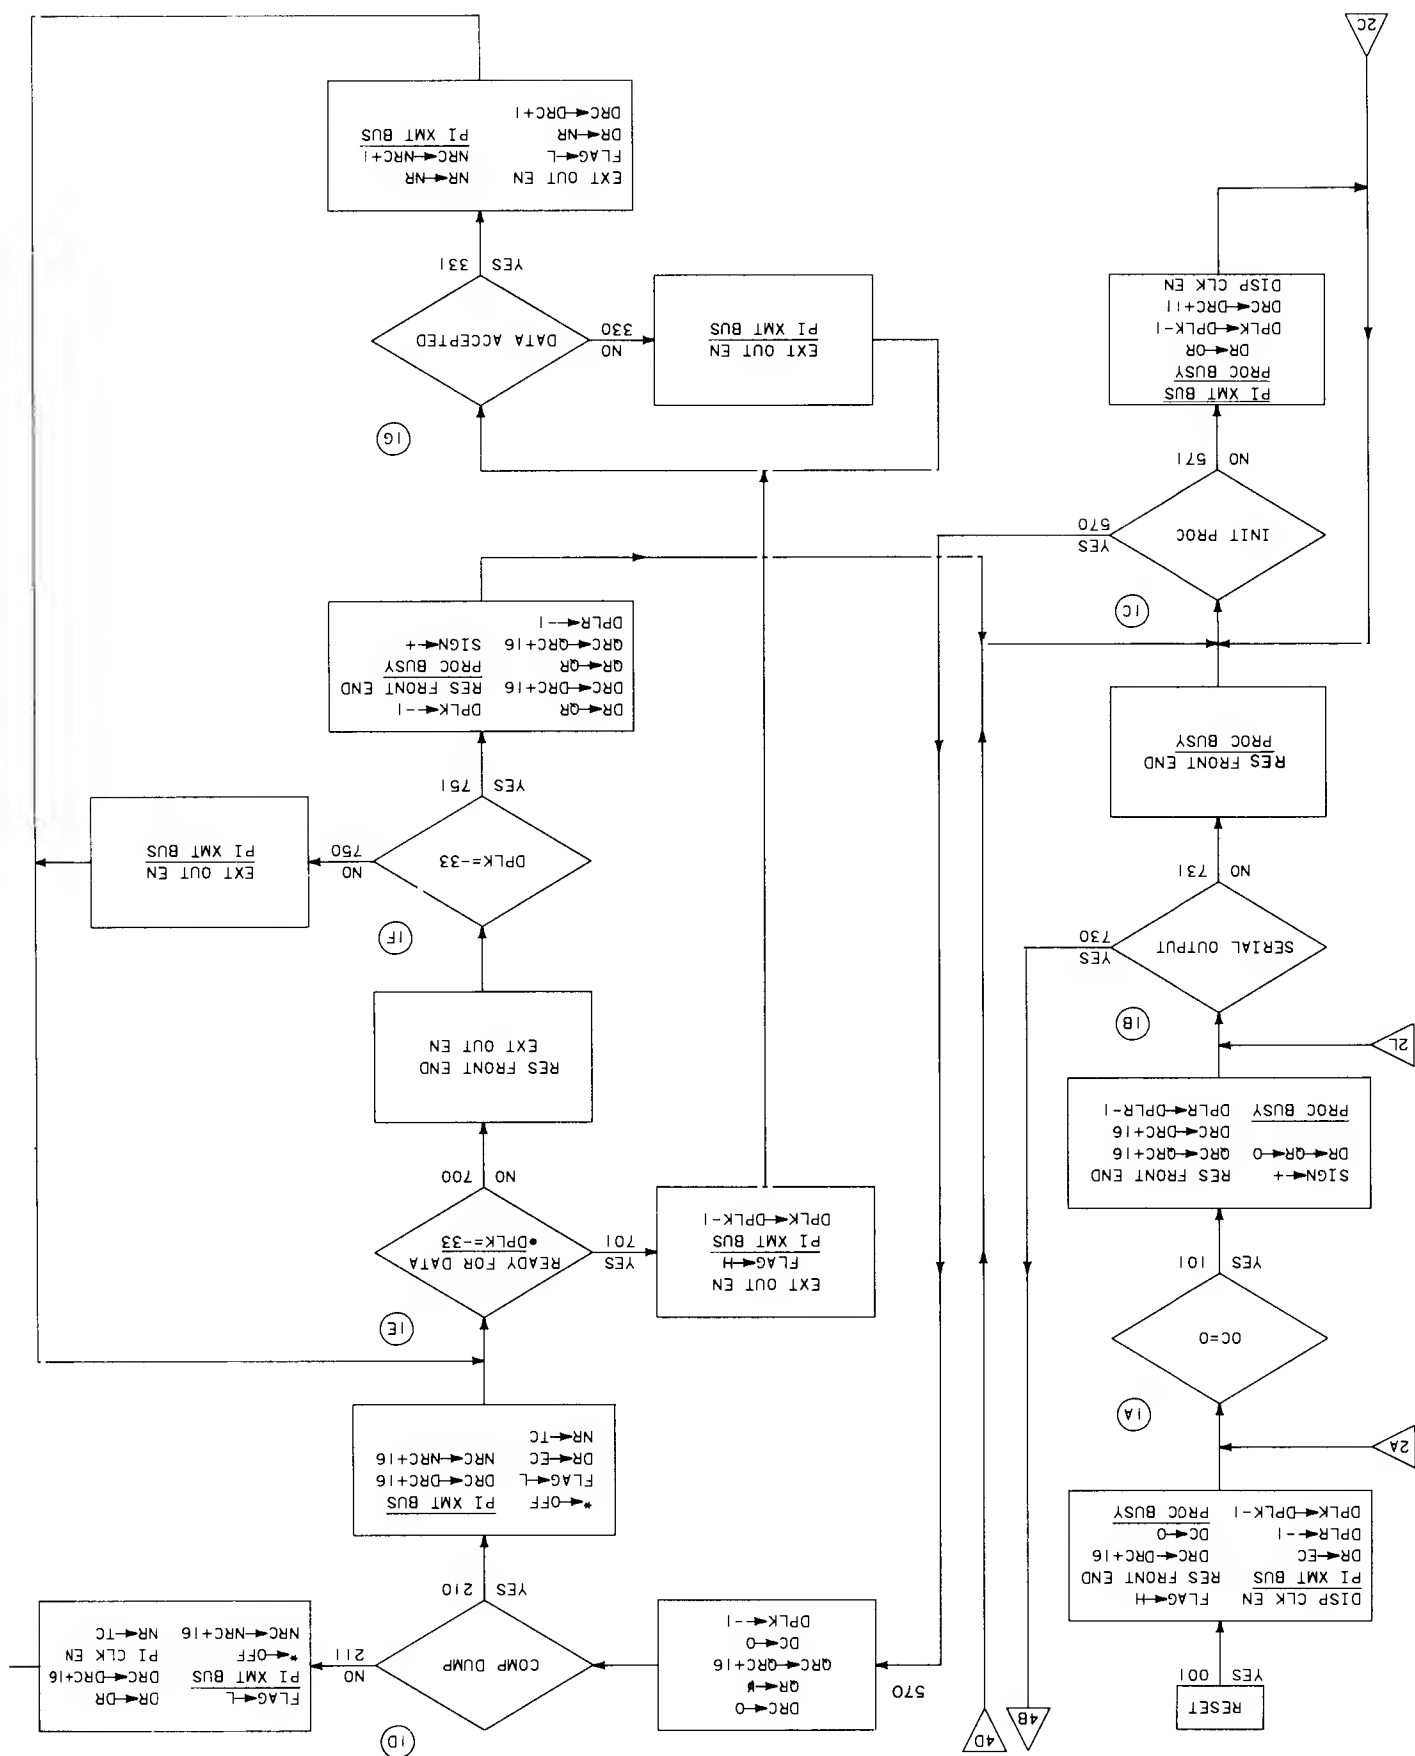 RESET
YES
001
DISP CLK EN
PI XMT BUS
DR←EC
DPLR←-1
DPLK←DPLK-1
FLAG←H
RES FRONT END
DRC←DRC+16
DC←0
PROC BUSY
2A
1A
OC=0
YES
101
SIGN←+
DR←QR←0
PROC BUSY
RES FRONT END
QRC←QRC+16
DRC←DRC+16
DPLR←DPLR-1
2L
1B
SERIAL OUTPUT
YES
730
NO
731
RES FRONT END
PROC BUSY
1C
INIT PROC
YES
570
NO
571
PI XMT BUS
PROC BUSY
DR←OR
DPLK←DPLK-1
DRC←DRC+11
DISP CLK EN
2C
4B
4D
570
DRC←0
QR←
QRC←QRC+16
DC←0
DPLK←-1
1D
COMP DUMP
NO
211
FLAG←L
PI XMT BUS
*←OFF
NRC←NRC+16
DR←DR
DRC←DRC+16
PI CLK EN
NR←TC
YES
210
*←OFF
FLAG←L
DR←EC
NR←TC
PI XMT BUS
DRC←DRC+16
NRC←NRC+16
1E
READY FOR DATA
•DPLK=-33
YES
701
EXT OUT EN
FLAG←H
PI XMT BUS
DPLK←DPLK-1
NO
700
RES FRONT END
EXT OUT EN
1F
DPLK=-33
NO
750
EXT OUT EN
PI XMT BUS
YES
751
DR←QR
DRC←DRC+16
QR←QR
QRC←QRC+16
DPLR←-1
DPLK←-1
RES FRONT END
PROC BUSY
SIGN←+
1G
DATA ACCEPTED
NO
330
EXT OUT EN
PI XMT BUS
YES
331
EXT OUT EN
FLAG←L
DR←NR
DRC←DRC+1
NR←NR
NRC←NRC+1
PI XMT BUS